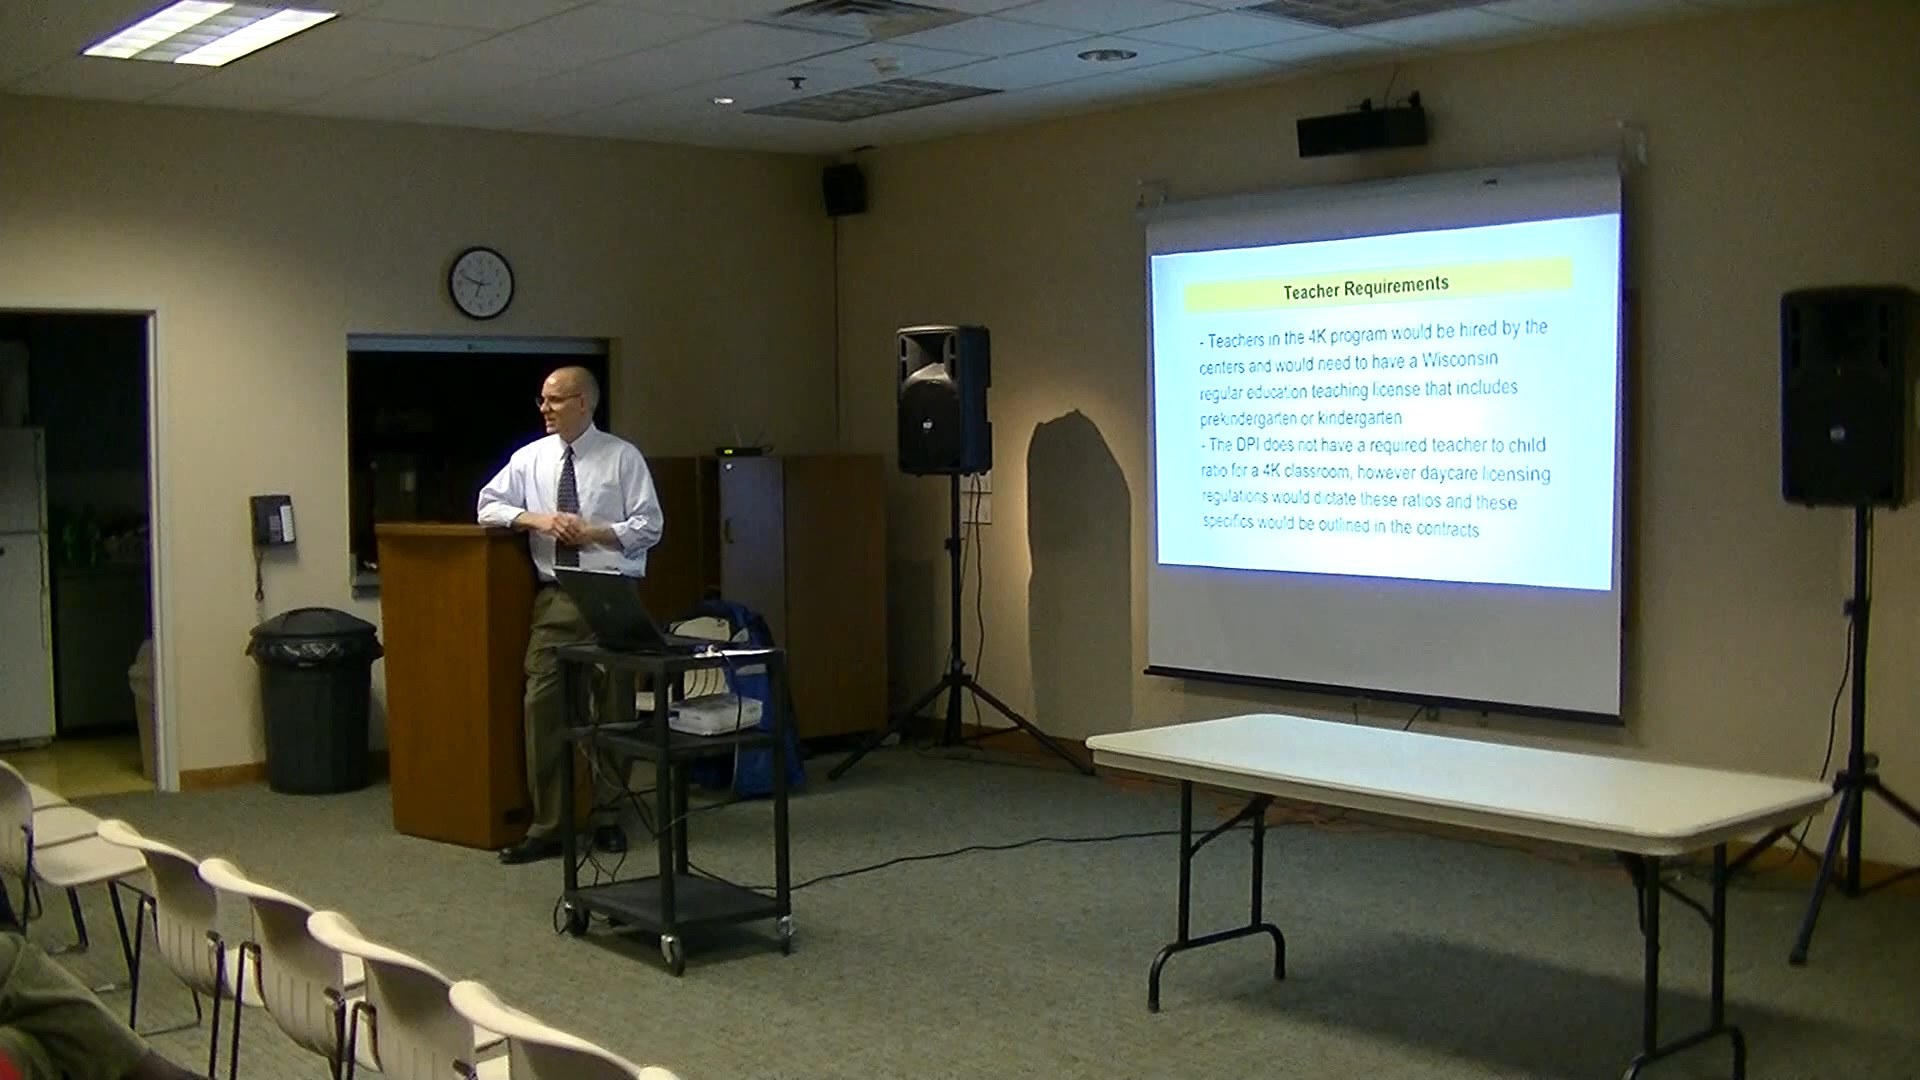 Teacher Requirements
- Teachers in the 4K program would be hired by the
centers and would need to have a Wisconsin
regular education teaching license that includes
prekindergarten or kindergarten
- The DPI does not have a required teacher to child
ratio for a 4K classroom, however daycare licensing
regulations would dictate these ratios and these
specifics would be outlined in the contracts